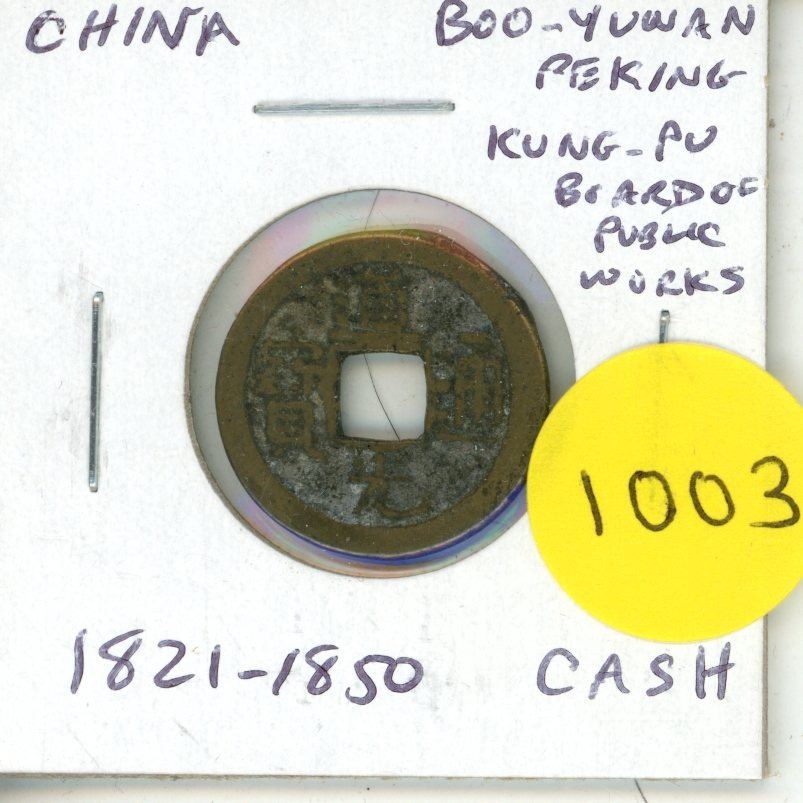 CHINA
BOO-YUWAN
PEKING
KUNG-PU
BOARD OF
PUBLIC
WORKS
道光通寶
1003
1821-1850 CASH